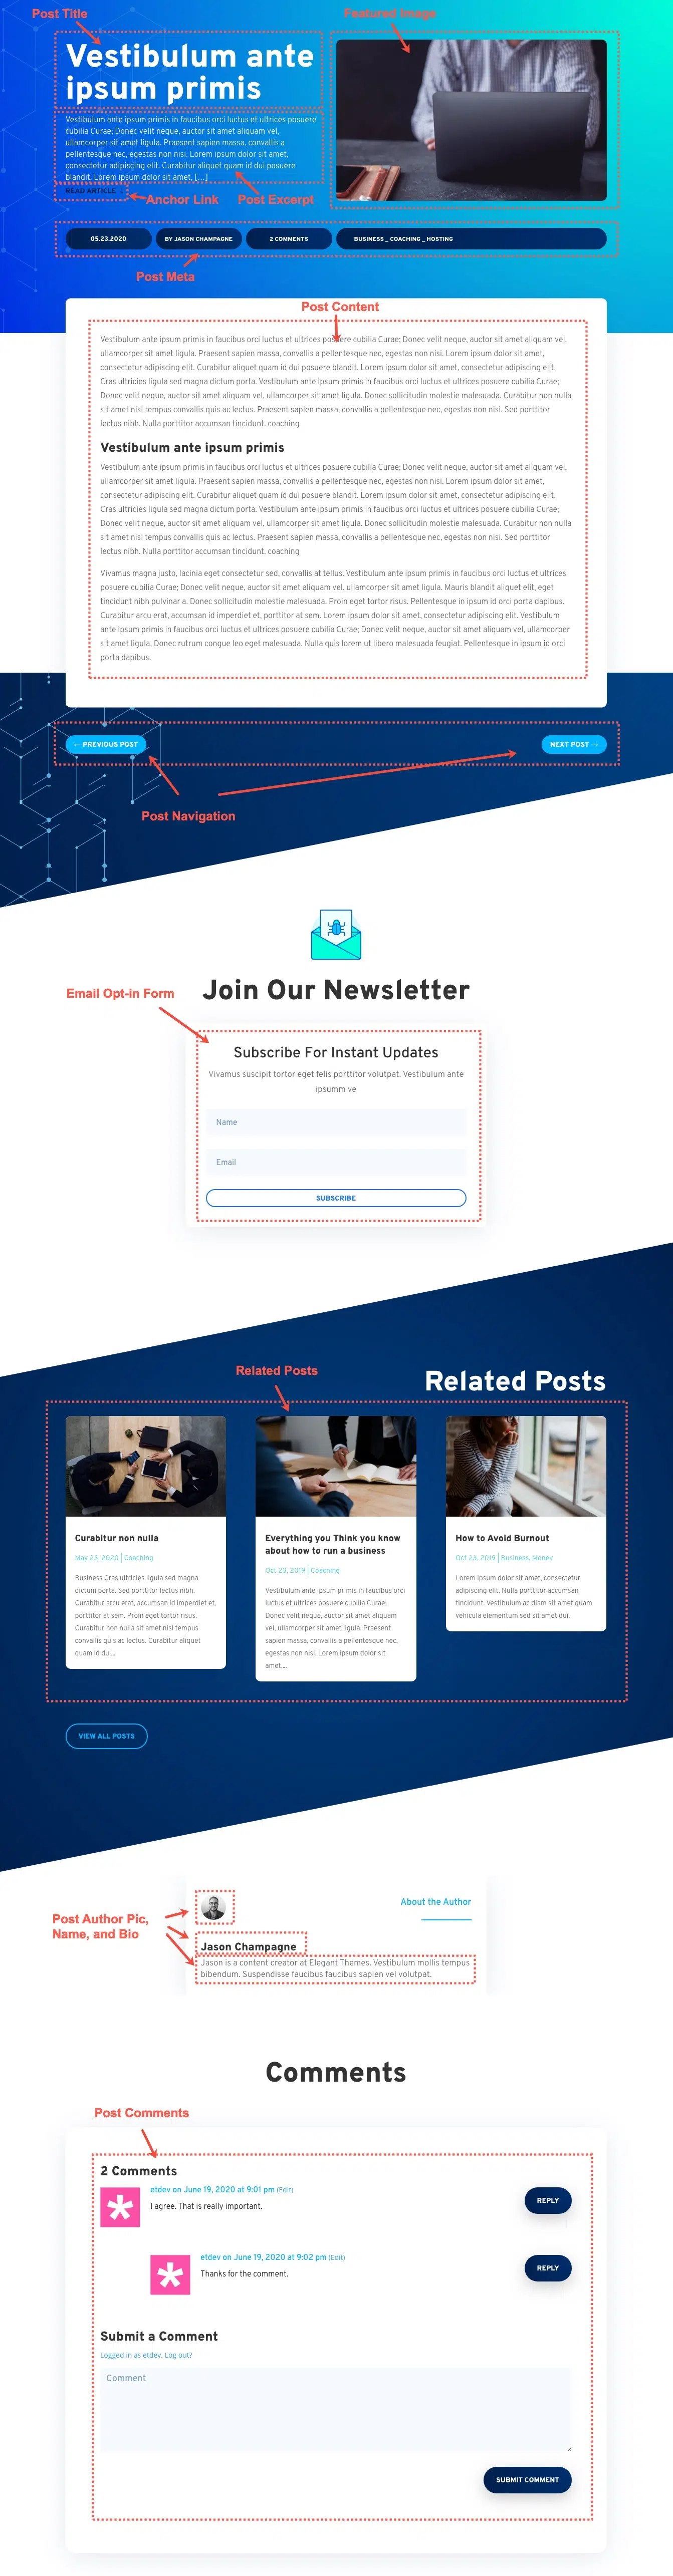 Post Title
Featured Image
Vestibulum ante
ipsum primis
Vestibulum ante ipsum primis in faucibus orci luctus et ultrices posuere
cubilia Curae; Donec velit neque, auctor sit amet aliquam vel,
ullamcorper sit amet ligula. Praesent sapien massa, convallis a
pellentesque nec, egestas non nisi. Lorem ipsum dolor sit amet,
consectetur adipiscing elit. Curabitur aliquet quam id dui posuere
blandit. Lorem ipsum dolor sit amet, [...]
READ ARTICLE ↓
Anchor Link
Post Excerpt
05.23.2020
BY JASON CHAMPAGNE
2 COMMENTS
BUSINESS _ COACHING _ HOSTING
Post Meta
Post Content
Vestibulum ante ipsum primis in faucibus orci luctus et ultrices posuere cubilia Curae; Donec velit neque, auctor sit amet aliquam vel,
ullamcorper sit amet ligula. Praesent sapien massa, convallis a pellentesque nec, egestas non nisi. Lorem ipsum dolor sit amet,
consectetur adipiscing elit. Curabitur aliquet quam id dui posuere blandit. Lorem ipsum dolor sit amet, consectetur adipiscing elit.
Cras ultricies ligula sed magna dictum porta. Vestibulum ante ipsum primis in faucibus orci luctus et ultrices posuere cubilia Curae;
Donec velit neque, auctor sit amet aliquam vel, ullamcorper sit amet ligula. Donec sollicitudin molestie malesuada. Curabitur non nulla
sit amet nisl tempus convallis quis ac lectus. Praesent sapien massa, convallis a pellentesque nec, egestas non nisi. Sed porttitor
lectus nibh. Nulla porttitor accumsan tincidunt. coaching
Vestibulum ante ipsum primis
Vestibulum ante ipsum primis in faucibus orci luctus et ultrices posuere cubilia Curae; Donec velit neque, auctor sit amet aliquam vel,
ullamcorper sit amet ligula. Praesent sapien massa, convallis a pellentesque nec, egestas non nisi. Lorem ipsum dolor sit amet,
consectetur adipiscing elit. Curabitur aliquet quam id dui posuere blandit. Lorem ipsum dolor sit amet, consectetur adipiscing elit.
Cras ultricies ligula sed magna dictum porta. Vestibulum ante ipsum primis in faucibus orci luctus et ultrices posuere cubilia Curae;
Donec velit neque, auctor sit amet aliquam vel, ullamcorper sit amet ligula. Donec sollicitudin molestie malesuada. Curabitur non nulla
sit amet nisl tempus convallis quis ac lectus. Praesent sapien massa, convallis a pellentesque nec, egestas non nisi. Sed porttitor
lectus nibh. Nulla porttitor accumsan tincidunt. coaching
Vivamus magna justo, lacinia eget consectetur sed, convallis at tellus. Vestibulum ante ipsum primis in faucibus orci luctus et ultrices
posuere cubilia Curae; Donec velit neque, auctor sit amet aliquam vel, ullamcorper sit amet ligula. Mauris blandit aliquet elit, eget
tincidunt nibh pulvinar a. Donec sollicitudin molestie malesuada. Proin eget tortor risus. Pellentesque in ipsum id orci porta dapibus.
Curabitur arcu erat, accumsan id imperdiet et, porttitor at sem. Lorem ipsum dolor sit amet, consectetur adipiscing elit. Vestibulum
ante ipsum primis in faucibus orci luctus et ultrices posuere cubilia Curae; Donec velit neque, auctor sit amet aliquam vel, ullamcorper
sit amet ligula. Donec rutrum congue leo eget malesuada. Nulla quis lorem ut libero malesuada feugiat. Pellentesque in ipsum id orci
porta dapibus.
← PREVIOUS POST
NEXT POST →
Post Navigation
Email Opt-in Form
Join Our Newsletter
Subscribe For Instant Updates
Vivamus suscipit tortor eget felis porttitor volutpat. Vestibulum ante
ipsumm ve
Name
Email
SUBSCRIBE
Related Posts
Related Posts
Curabitur non nulla
May 23, 2020 | Coaching
Business Cras ultricies ligula sed magna
dictum porta. Sed porttitor lectus nibh.
Curabitur arcu erat, accumsan id imperdiet et,
porttitor at sem. Proin eget tortor risus.
Curabitur non nulla sit amet nisl tempus
convallis quis ac lectus. Curabitur aliquet
quam id dui...
Everything you Think you know
about how to run a business
Oct 23, 2019 | Coaching
Vestibulum ante ipsum primis in faucibus orci
luctus et ultrices posuere cubilia Curae;
Donec velit neque, auctor sit amet aliquam
vel, ullamcorper sit amet ligula. Praesent
sapien massa, convallis a pellentesque nec,
egestas non nisi. Lorem ipsum dolor sit
amet,...
How to Avoid Burnout
Oct 23, 2019 | Business, Money
Lorem ipsum dolor sit amet, consectetur
adipiscing elit. Nulla porttitor accumsan
tincidunt. Vestibulum ac diam sit amet quam
vehicula elementum sed sit amet dui.
VIEW ALL POSTS
Post Author Pic,
Name, and Bio
About the Author
Jason Champagne
Jason is a content creator at Elegant Themes. Vestibulum mollis tempus
bibendum. Suspendisse faucibus faucibus sapien vel volutpat.
Comments
Post Comments
2 Comments
etdev on June 19, 2020 at 9:01 pm (Edit)
I agree. That is really important.
REPLY
etdev on June 19, 2020 at 9:02 pm (Edit)
Thanks for the comment.
REPLY
Submit a Comment
Logged in as etdev. Log out?
Comment
SUBMIT COMMENT